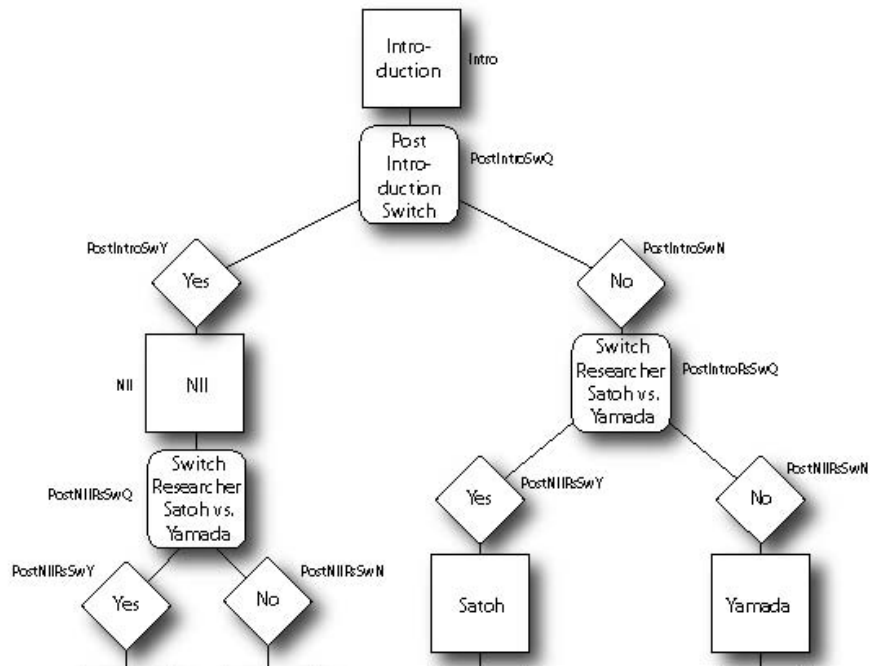 Intro-
duction
Intro
Post
Intro-
duction
Switch
PostIntroSwQ
PostIntroSwY
Yes
PostIntroSwN
No
NII
NII
Switch
Researcher
Satoh vs.
Yamada
PostIntroRsSwQ
Switch
Researcher
Satoh vs.
Yamada
PostNIIRsSwQ
Yes
PostNIIRsSwY
No
PostNIIRsSwN
PostNIIRsSwY
Yes
No
PostNIIRsSwN
Satoh
Yamada